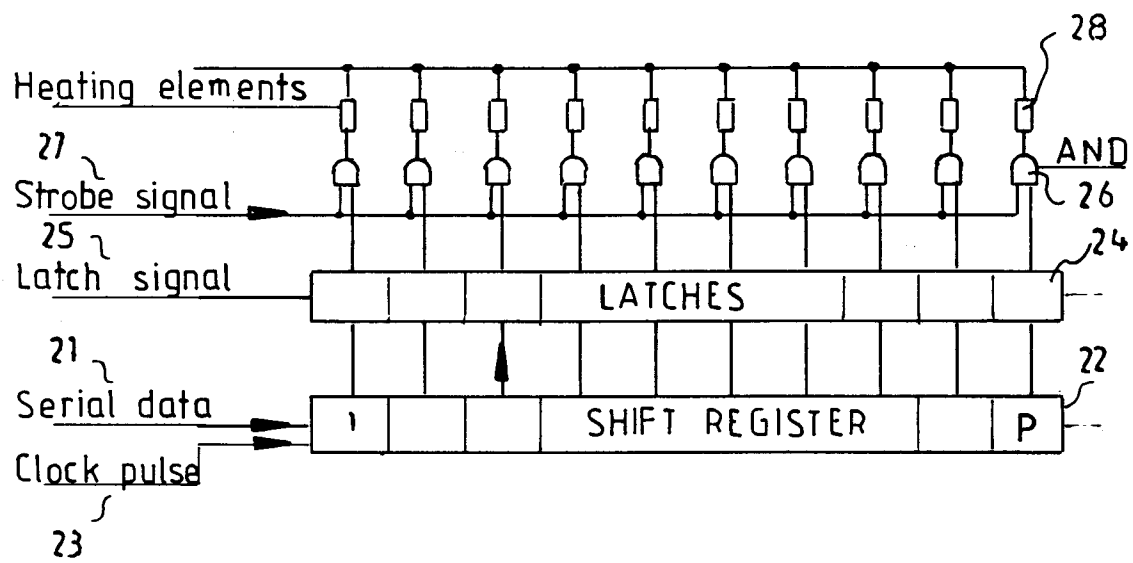 28
Heating elements
27
AND
Strobe signal
26
25
24
Latch signal
LATCHES
21
22
Serial data
1
SHIFT REGISTER
P
Clock pulse
23